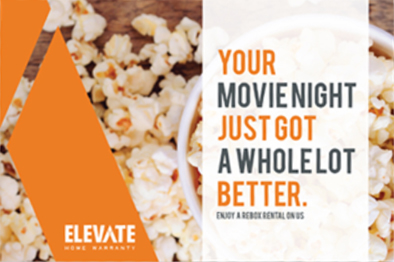 YOUR
MOVIE NIGHT
JUST GOT
A WHOLE LOT
BETTER.
ENJOY A REBOX RENTAL ON US
ELEVATE
HOME WARRANTY